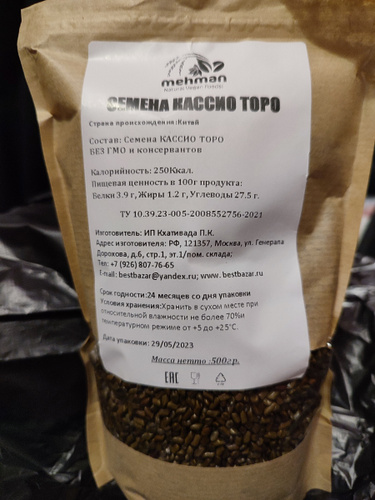 mehman
Natural Vegan Foods
СЕМЕНА КАССИО ТОРО
Страна происхождения:Китай
Состав: Семена КАССИО ТОРО
БЕЗ ГМО и консервантов
Калорийность: 250Ккал.
Пищевая ценность в 100г продукта:
Белки 3.9 г, Жиры 1.2 г, Углеводы 27.5 г.
ТУ 10.39.23-005-2008552756-2021
Изготовитель: ИП Кхативада П.К.
Адрес изготовителя: РФ, 121357, Москва, ул. Генерала
Дорохова, д.6, стр.1, эт.1/пом. склада;
Тел: +7 (926) 807-76-65
E-mail: bestbazar@yandex.ru; www. bestbazar.ru
Срок годности:24 месяцев со дня упаковки
Условия хранения:Хранить в сухом месте при
относительной влажности не более 70%и
температурном режиме от +5 до +25°С.
Дата упаковки: 29/05/2023
Масса нетто :500гр.
EAC